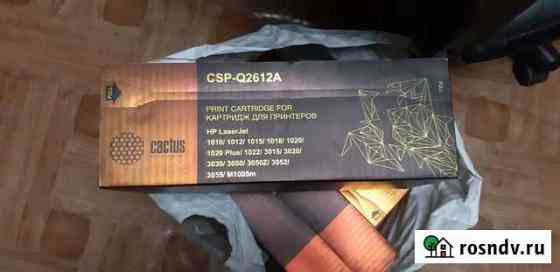 CSP-Q2612A
PRINT CARTRIDGE FOR
КАРТРИДЖ ДЛЯ ПРИНТЕРОВ
HP LaserJet
1010/ 1012/ 1015/ 1018/ 1020/
1020 Plus/ 1022/ 3015/ 3020/
3030/ 3050/ 3050Z/ 3052/
3055/ M1005m
cactus
rosndv.ru